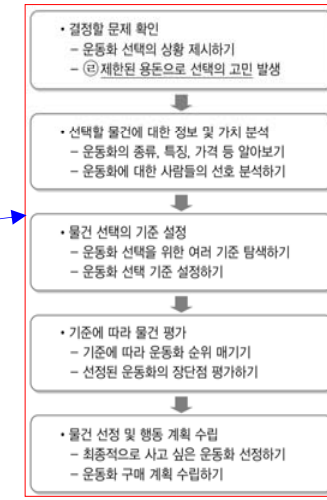 • 결정할 문제 확인
– 운동화 선택의 상황 제시하기
– ㉣제한된 용돈으로 선택의 고민 발생
• 선택할 물건에 대한 정보 및 가치 분석
– 운동화의 종류, 특징, 가격 등 알아보기
– 운동화에 대한 사람들의 선호 분석하기
• 물건 선택의 기준 설정
– 운동화 선택을 위한 여러 기준 탐색하기
– 운동화 선택 기준 설정하기
• 기준에 따라 물건 평가
– 기준에 따라 운동화 순위 매기기
– 선정된 운동화의 장단점 평가하기
• 물건 선정 및 행동 계획 수립
– 최종적으로 사고 싶은 운동화 선정하기
– 운동화 구매 계획 수립하기